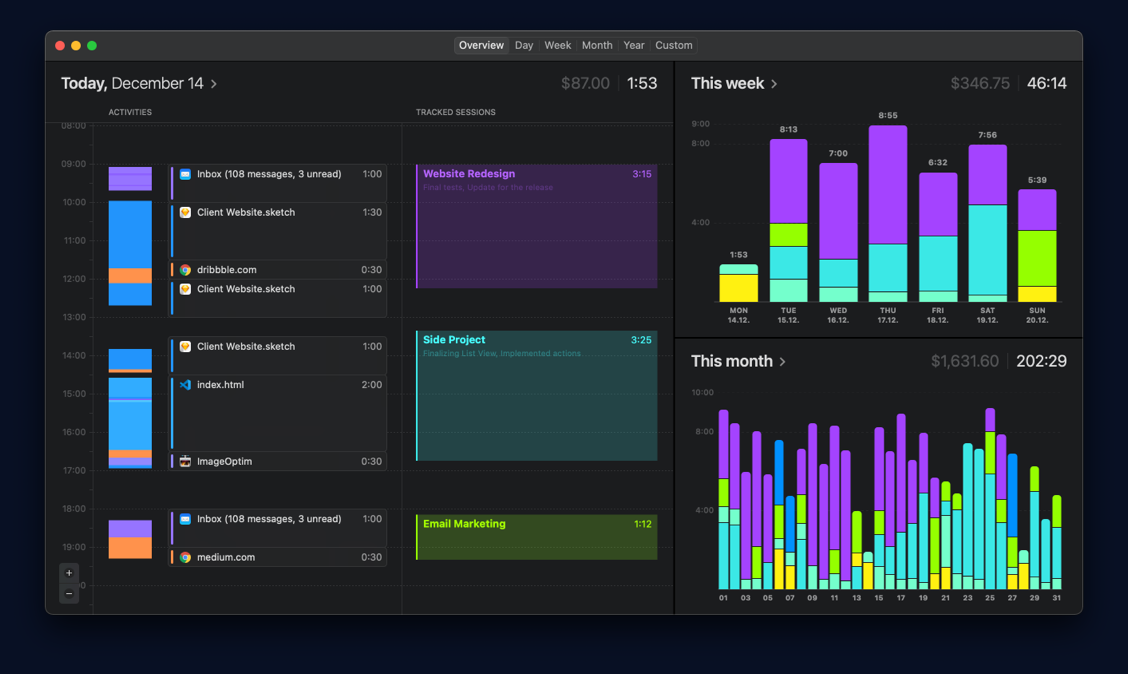 Overview Day Week Month Year Custom
Today, December 14 > $87.00 1:53
ACTIVITIES TRACKED SESSIONS
08:00
09:00
Inbox (108 messages, 3 unread) 1:00
Website Redesign 3:15
Final tests, Update for the release
10:00
Client Website.sketch 1:30
11:00
dribbble.com 0:30
12:00
Client Website.sketch 1:00
13:00
Side Project 3:25
Finalizing List View, Implemented actions
Client Website.sketch 1:00
14:00
index.html 2:00
15:00
16:00
ImageOptim 0:30
17:00
18:00
Inbox (108 messages, 3 unread) 1:00
Email Marketing 1:12
19:00
medium.com 0:30
+
−
This week > $346.75 46:14
9:00
8:00
4:00
1:53 8:13 7:00 8:55 6:32 7:56 5:39
MON TUE WED THU FRI SAT SUN
14.12. 15.12. 16.12. 17.12. 18.12. 19.12. 20.12.
This month > $1,631.60 202:29
10:00
8:00
4:00
01 03 05 07 09 11 13 15 17 19 21 23 25 27 29 31